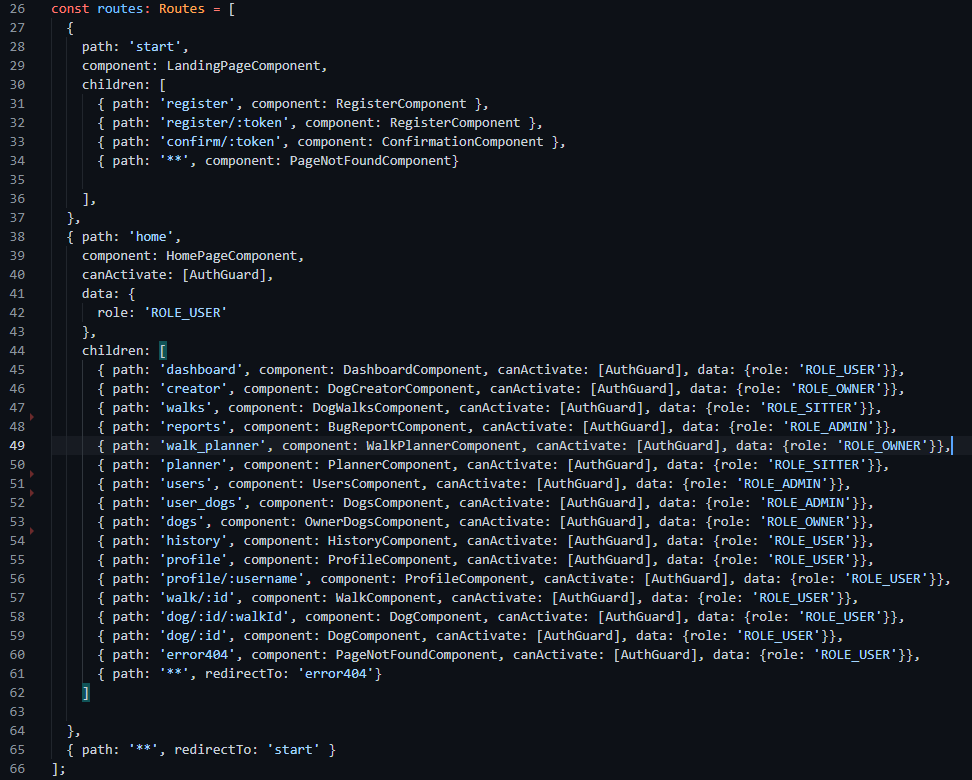 26 const routes: Routes = [
27 {
28 path: 'start',
29 component: LandingPageComponent,
30 children: [
31 { path: 'register', component: RegisterComponent },
32 { path: 'register/:token', component: RegisterComponent },
33 { path: 'confirm/:token', component: ConfirmationComponent },
34 { path: '**', component: PageNotFoundComponent}
35
36 ],
37 },
38 { path: 'home',
39 component: HomePageComponent,
40 canActivate: [AuthGuard],
41 data: {
42 role: 'ROLE_USER'
43 },
44 children: [
45 { path: 'dashboard', component: DashboardComponent, canActivate: [AuthGuard], data: {role: 'ROLE_USER'}},
46 { path: 'creator', component: DogCreatorComponent, canActivate: [AuthGuard], data: {role: 'ROLE_OWNER'}},
47 { path: 'walks', component: DogWalksComponent, canActivate: [AuthGuard], data: {role: 'ROLE_SITTER'}},
48 { path: 'reports', component: BugReportComponent, canActivate: [AuthGuard], data: {role: 'ROLE_ADMIN'}},
49 { path: 'walk_planner', component: WalkPlannerComponent, canActivate: [AuthGuard], data: {role: 'ROLE_OWNER'}},
50 { path: 'planner', component: PlannerComponent, canActivate: [AuthGuard], data: {role: 'ROLE_SITTER'}},
51 { path: 'users', component: UsersComponent, canActivate: [AuthGuard], data: {role: 'ROLE_ADMIN'}},
52 { path: 'user_dogs', component: DogsComponent, canActivate: [AuthGuard], data: {role: 'ROLE_ADMIN'}},
53 { path: 'dogs', component: OwnerDogsComponent, canActivate: [AuthGuard], data: {role: 'ROLE_OWNER'}},
54 { path: 'history', component: HistoryComponent, canActivate: [AuthGuard], data: {role: 'ROLE_USER'}},
55 { path: 'profile', component: ProfileComponent, canActivate: [AuthGuard], data: {role: 'ROLE_USER'}},
56 { path: 'profile/:username', component: ProfileComponent, canActivate: [AuthGuard], data: {role: 'ROLE_USER'}},
57 { path: 'walk/:id', component: WalkComponent, canActivate: [AuthGuard], data: {role: 'ROLE_USER'}},
58 { path: 'dog/:id/:walkId', component: DogComponent, canActivate: [AuthGuard], data: {role: 'ROLE_USER'}},
59 { path: 'dog/:id', component: DogComponent, canActivate: [AuthGuard], data: {role: 'ROLE_USER'}},
60 { path: 'error404', component: PageNotFoundComponent, canActivate: [AuthGuard], data: {role: 'ROLE_USER'}},
61 { path: '**', redirectTo: 'error404'}
62 ]
63
64 },
65 { path: '**', redirectTo: 'start' }
66 ];